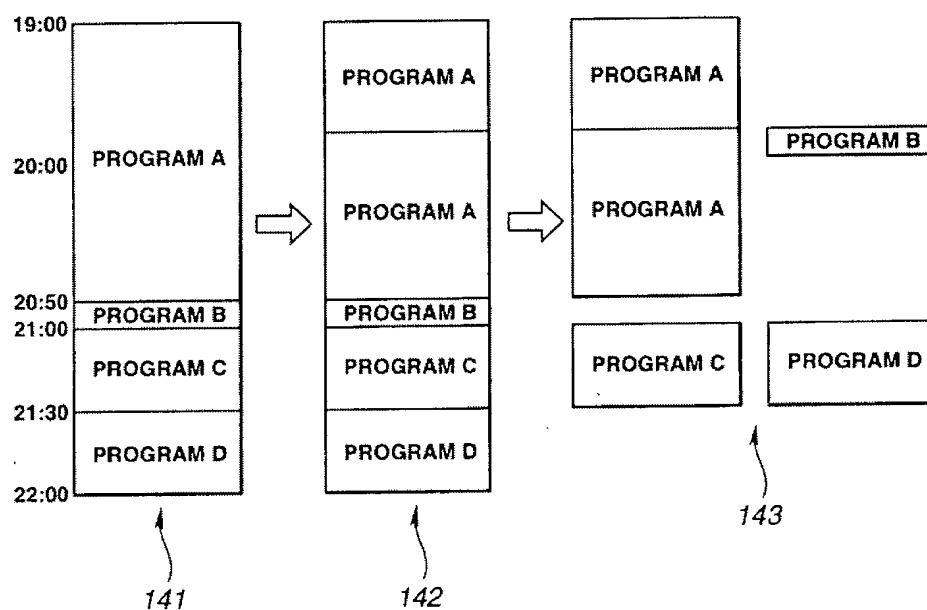 19:00
20:00
20:50
21:00
21:30
22:00
PROGRAM A
PROGRAM B
PROGRAM C
PROGRAM D
141
PROGRAM A
PROGRAM A
PROGRAM B
PROGRAM C
PROGRAM D
142
PROGRAM A
PROGRAM A
PROGRAM B
PROGRAM C
PROGRAM D
143